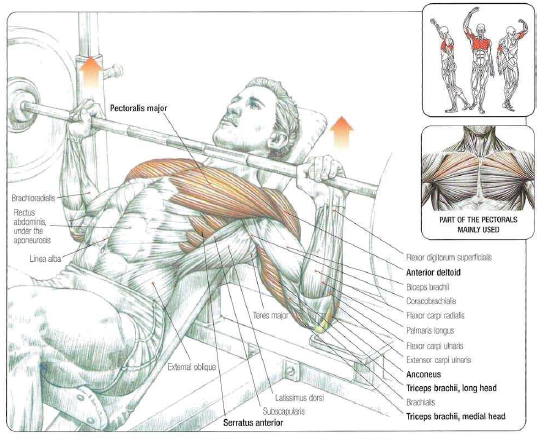 Pectoralis major
PART OF THE PECTORALS
MAINLY USED
Brachioradialis
Rectus
abdominis,
under the
aponeurosis
Linea alba
External oblique
Serratus anterior
Subscapularis
Latissimus dorsi
Teres major
Flexor digitorum superficialis
Anterior deltoid
Biceps brachii
Coracobrachialis
Flexor carpi radialis
Palmaris longus
Flexor carpi ulnaris
Extensor carpi ulnaris
Anconeus
Triceps brachii, long head
Brachialis
Triceps brachii, medial head